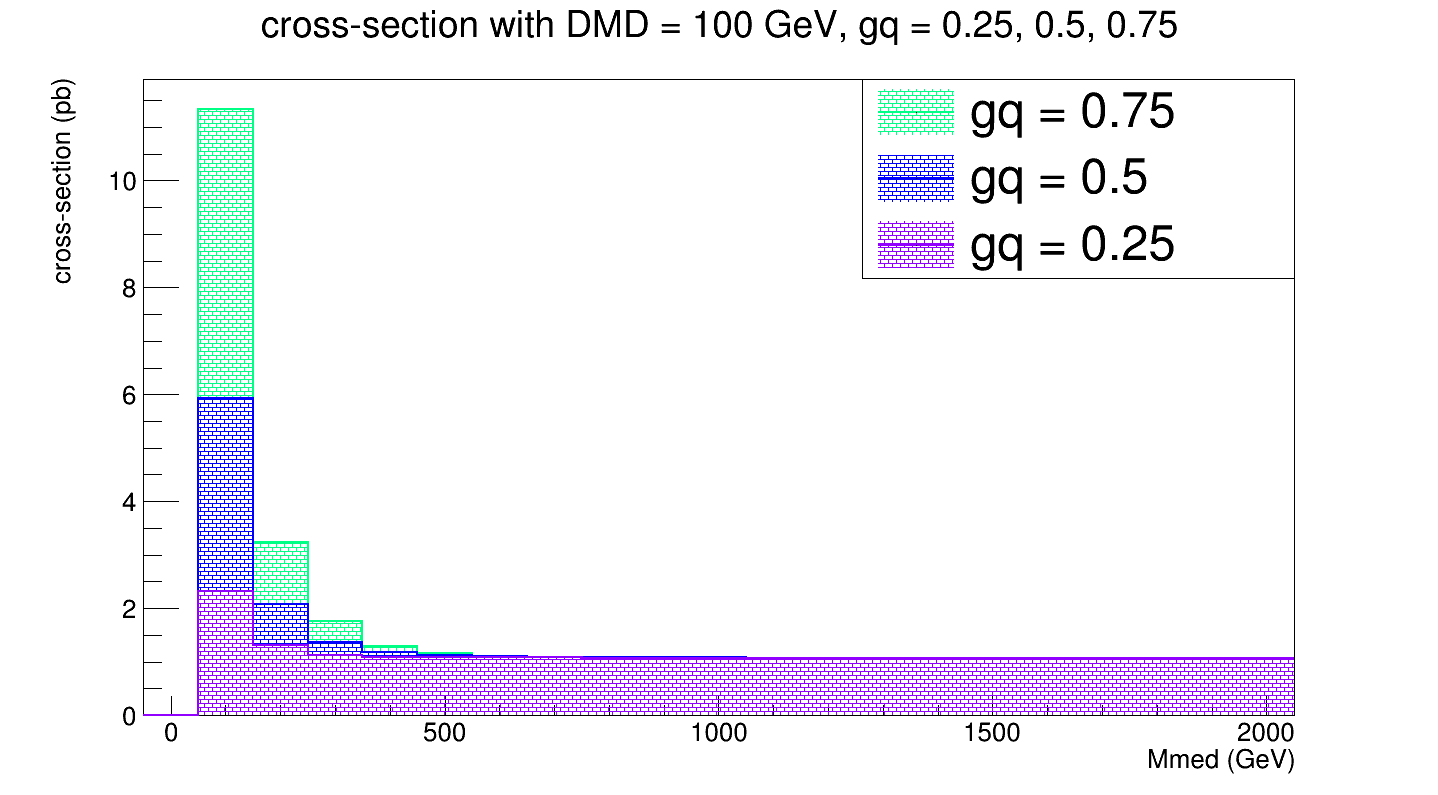 cross-section with DMD = 100 GeV, gq = 0.25, 0.5, 0.75
cross-section (pb)
gq = 0.75
gq = 0.5
gq = 0.25
10
8
6
4
2
0
0 500 1000 1500 2000
Mmed (GeV)